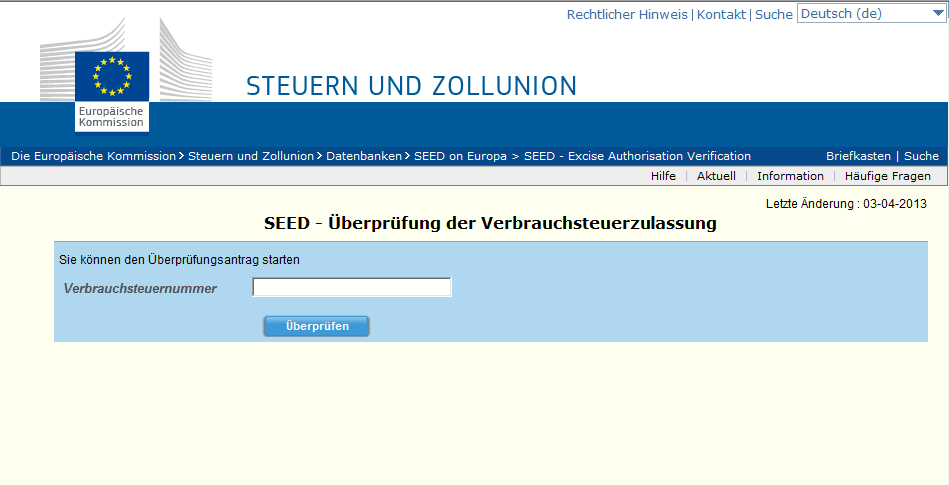 Rechtlicher Hinweis | Kontakt | Suche Deutsch (de)
STEUERN UND ZOLLUNION
Europäische
Kommission
Die Europäische Kommission > Steuern und Zollunion > Datenbanken > SEED on Europa > SEED - Excise Authorisation Verification Briefkasten | Suche
Hilfe | Aktuell | Information | Häufige Fragen
Letzte Änderung : 03-04-2013
SEED - Überprüfung der Verbrauchsteuerzulassung
Sie können den Überprüfungsantrag starten
Verbrauchsteuernummer
Überprüfen